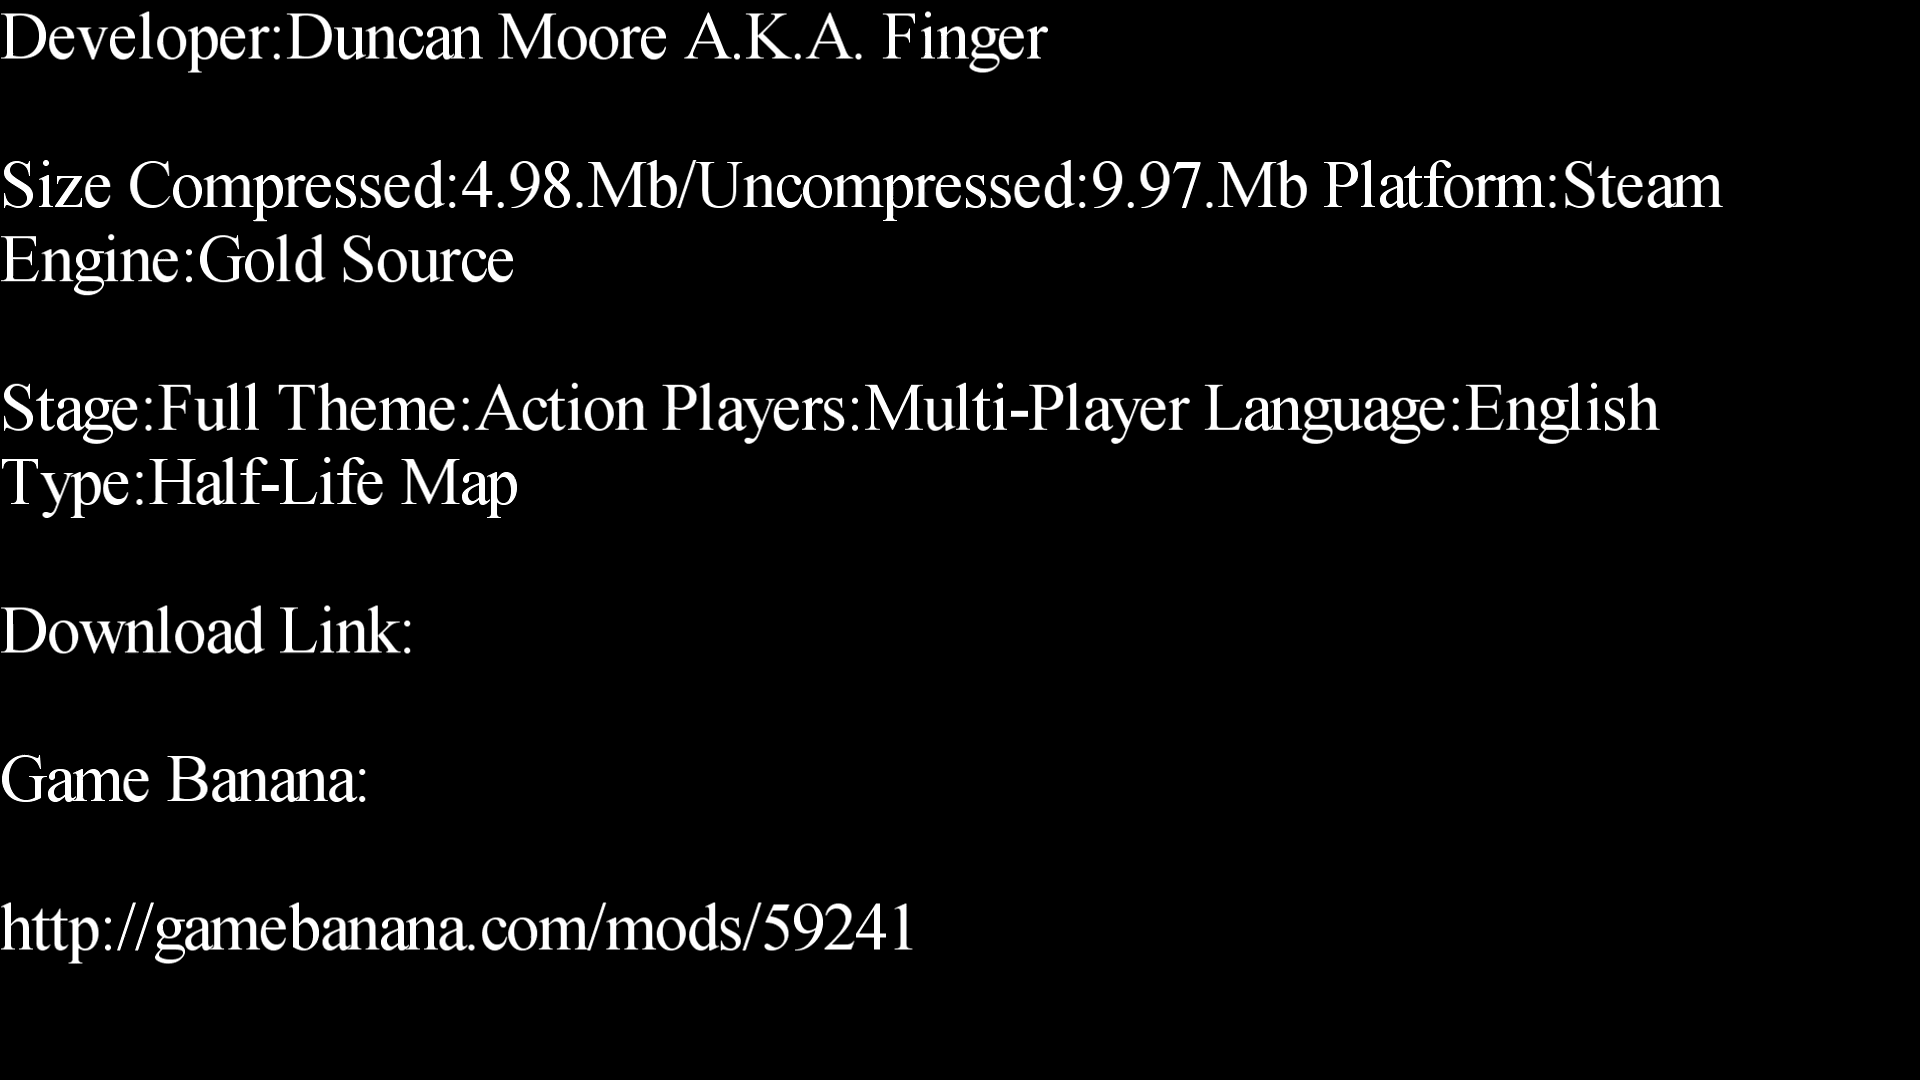 Developer:Duncan Moore A.K.A. Finger
Size Compressed:4.98.Mb/Uncompressed:9.97.Mb Platform:Steam
Engine:Gold Source
Stage:Full Theme:Action Players:Multi-Player Language:English
Type:Half-Life Map
Download Link:
Game Banana:
http://gamebanana.com/mods/59241